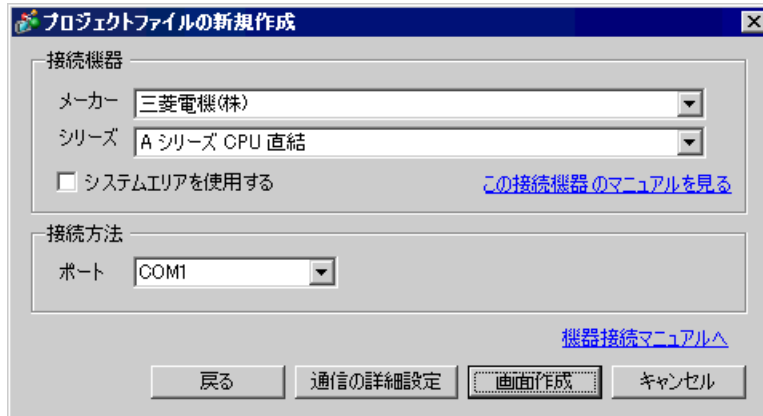 プロジェクトファイルの新規作成
接続機器
メーカー 三菱電機(株)
シリーズ A シリーズ CPU 直結
システムエリアを使用する この接続機器のマニュアルを見る
接続方法
ポート COM1
機器接続マニュアルへ
戻る 通信の詳細設定 画面作成 キャンセル